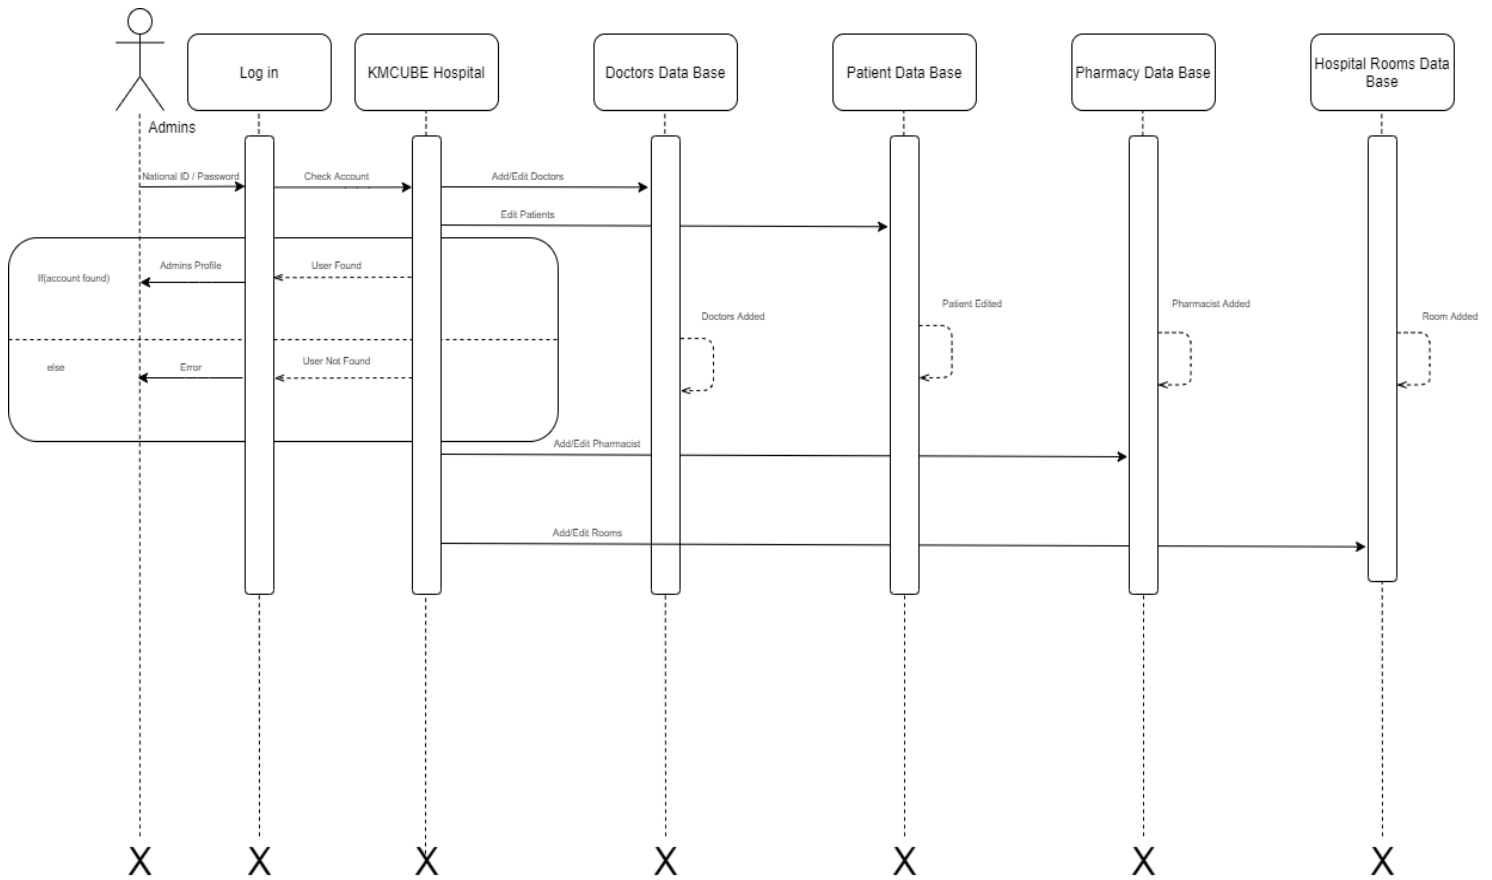 Log in
KMCUBE Hospital
Doctors Data Base
Patient Data Base
Pharmacy Data Base
Hospital Rooms Data
Base
Admins
National ID / Password
Check Account
Add/Edit Doctors
Edit Patients
If(account found)
Admins Profile
User Found
Doctors Added
Patient Edited
Pharmacist Added
Room Added
else
Error
User Not Found
Add/Edit Pharmacist
Add/Edit Rooms
X X X X X X X